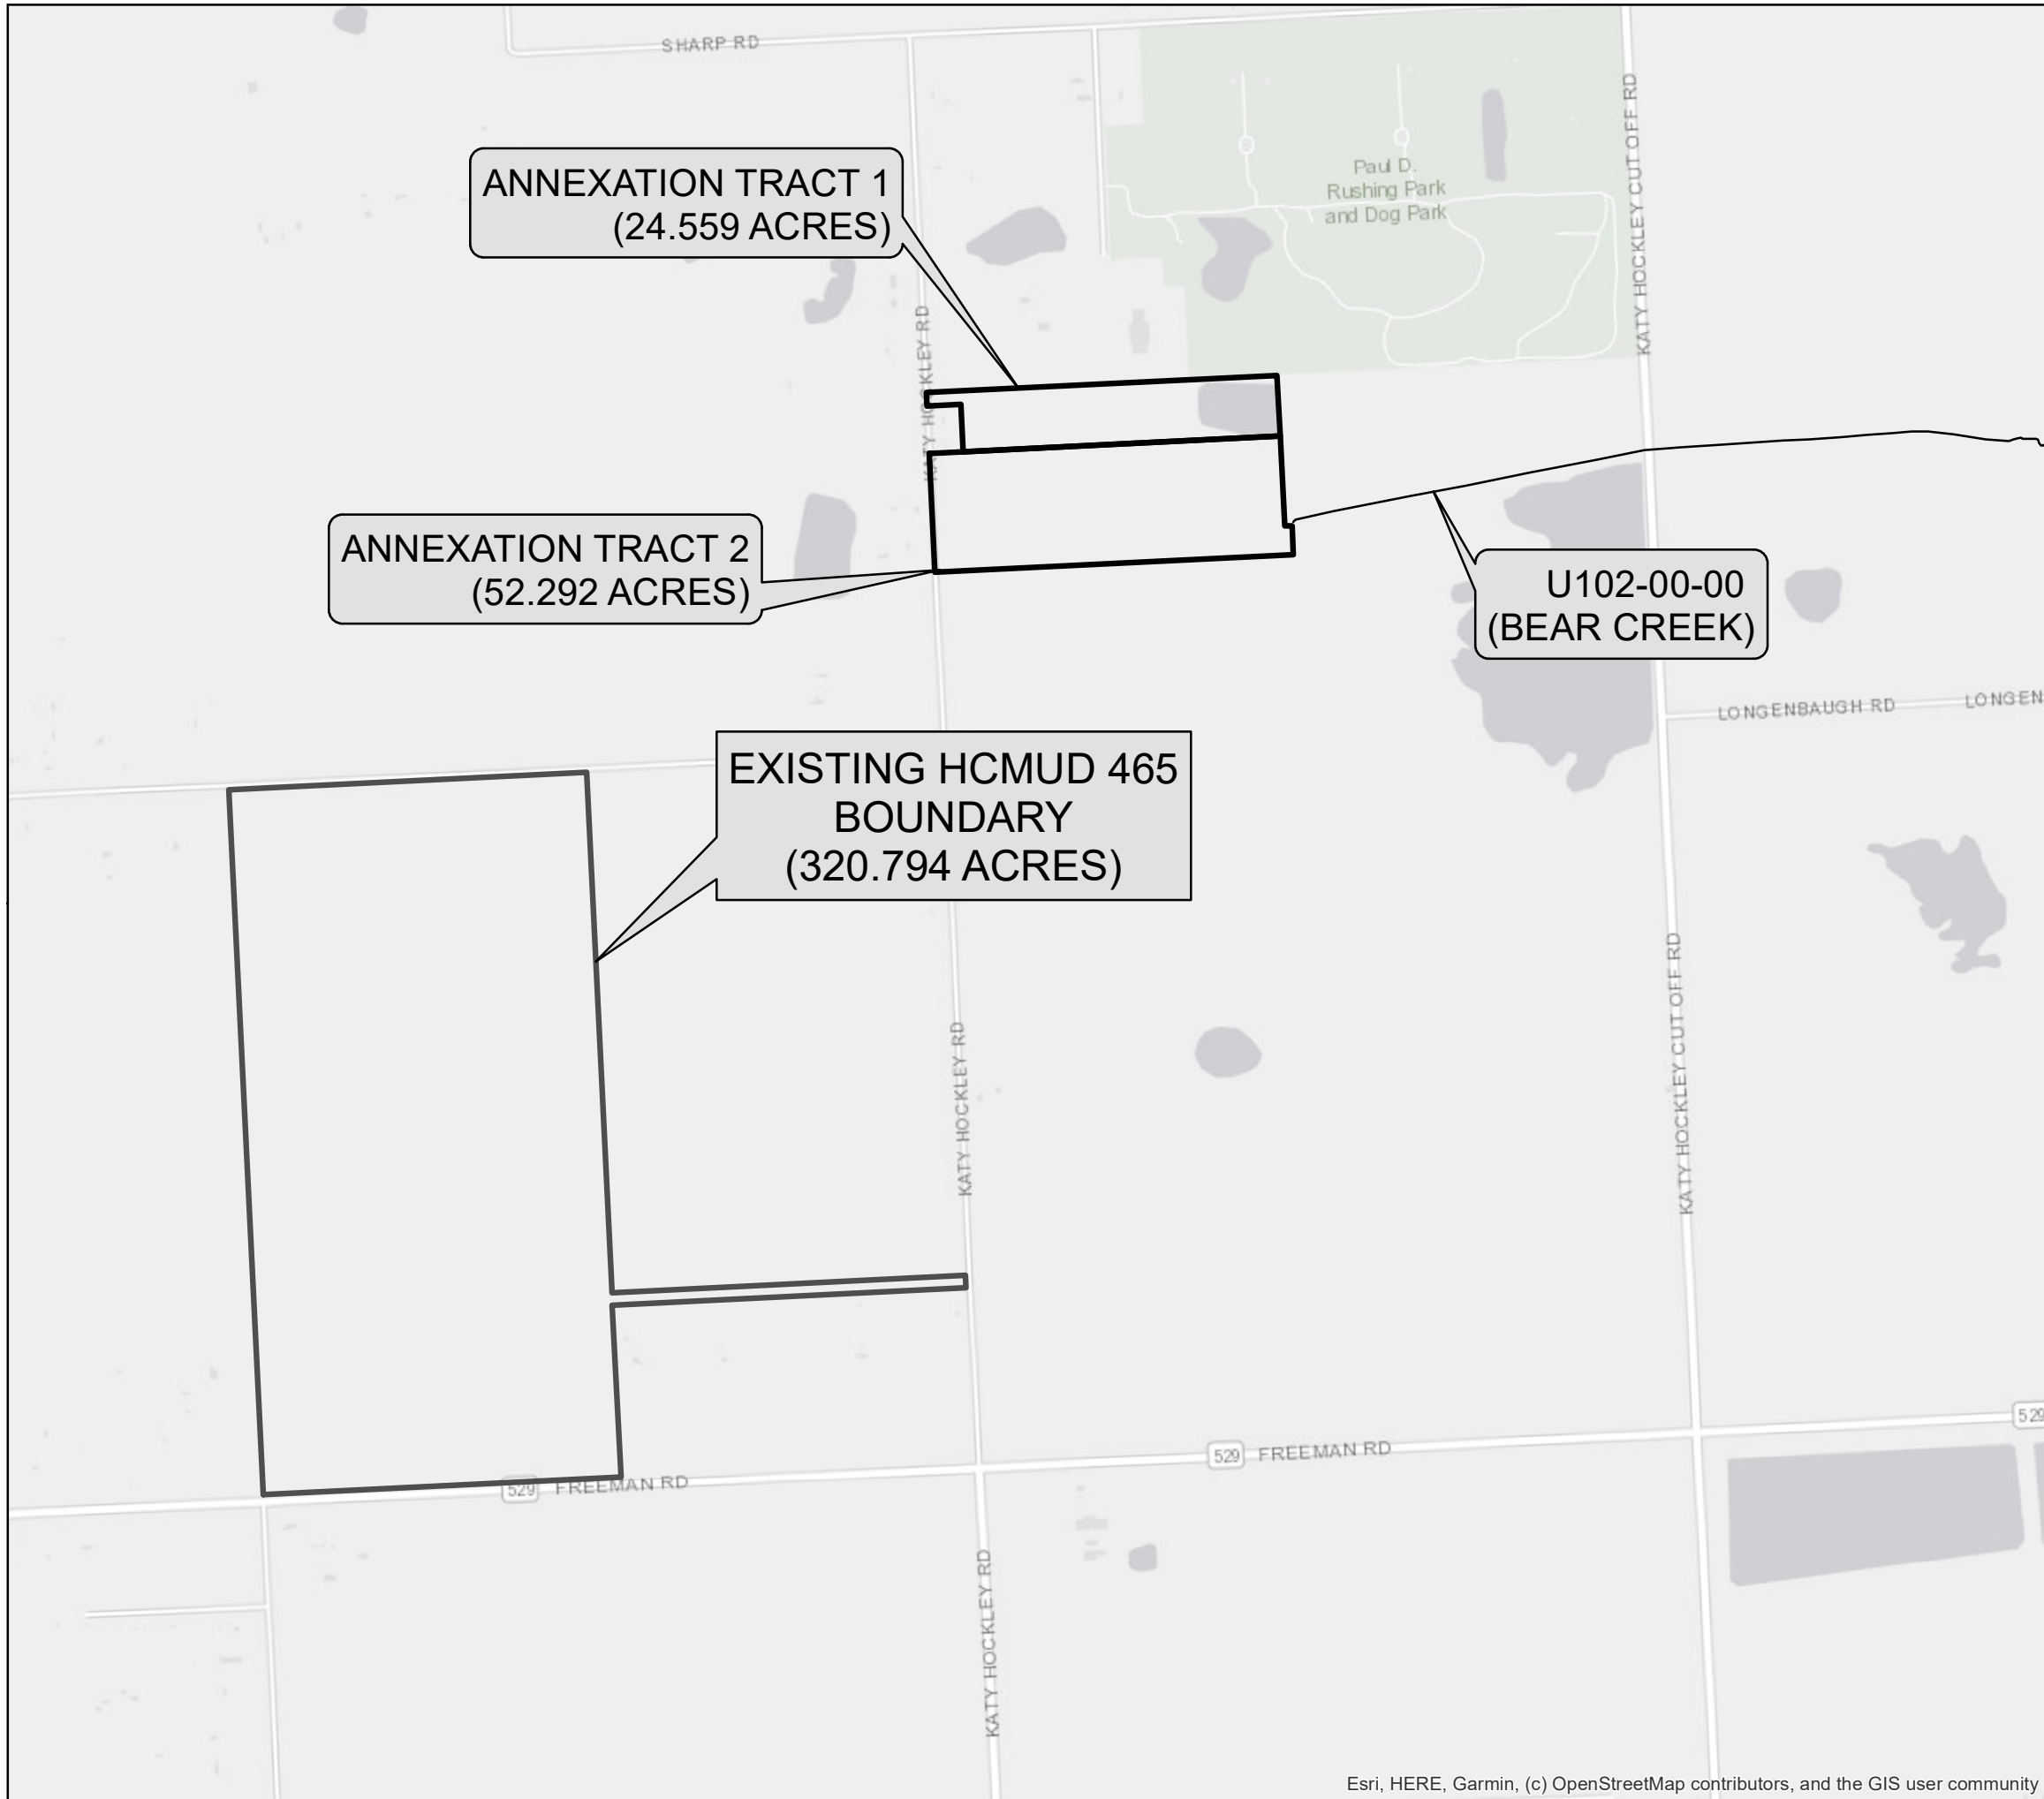 SHARP RD
KATY HOCKLEY CUT OFF RD
ANNEXATION TRACT 1
(24.559 ACRES)
Paul D.
Rushing Park
and Dog Park
KATY HOCKLEY RD
ANNEXATION TRACT 2
(52.292 ACRES)
U102-00-00
(BEAR CREEK)
LONGENBAUGH RD
LONGEN
EXISTING HCMUD 465
BOUNDARY
(320.794 ACRES)
KATY HOCKLEY CUT OFF RD
KATY HOCKLEY RD
529
529
FREEMAN RD
529
FREEMAN RD
KATY HOCKLEY RD
Esri, HERE, Garmin, (c) OpenStreetMap contributors, and the GIS user community